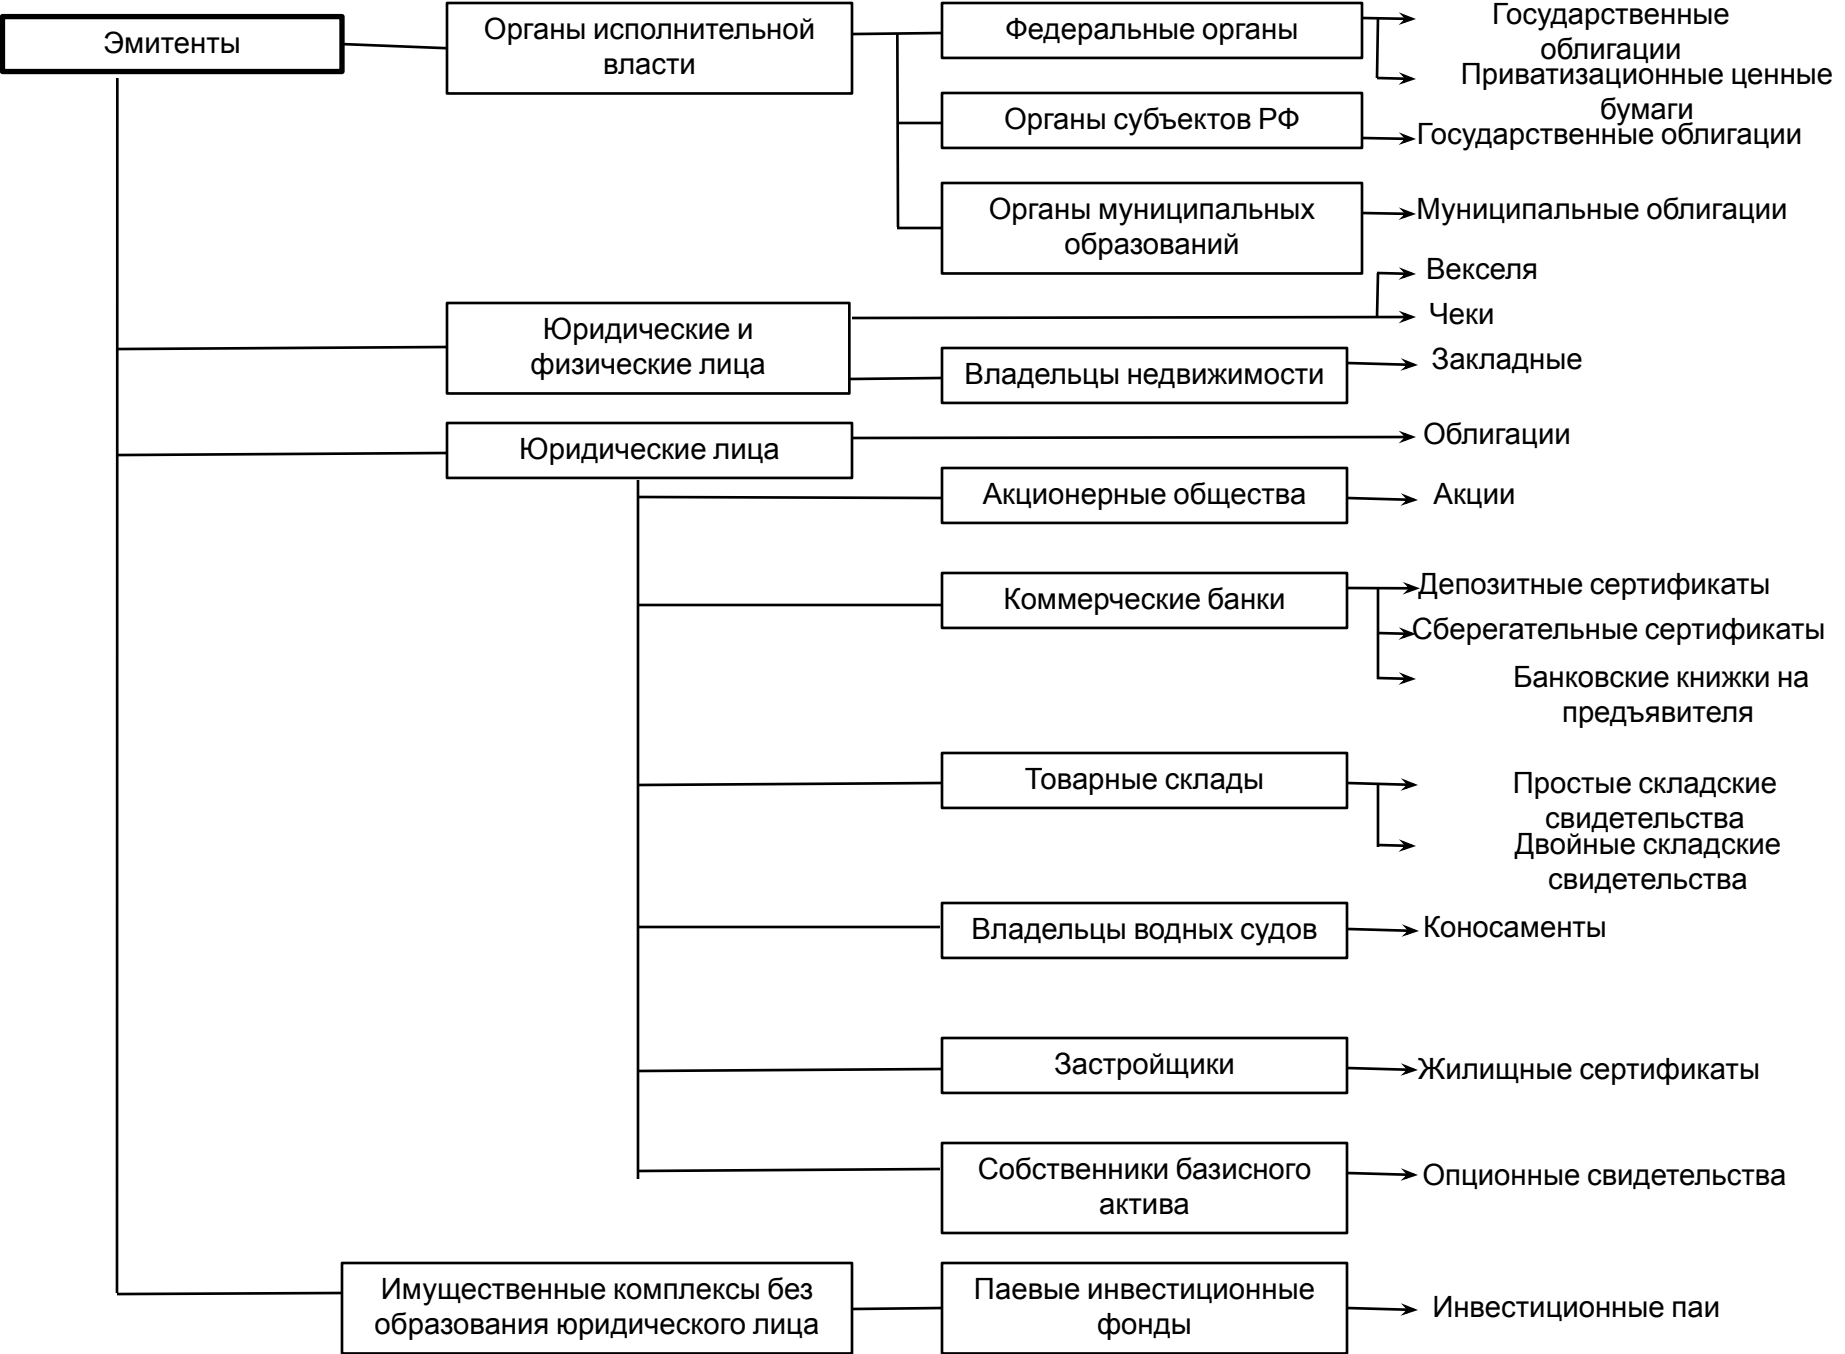 Эмитенты
Органы исполнительной
власти
Федеральные органы
Государственные
облигации
Приватизационные ценные
бумаги
Органы субъектов РФ
Государственные облигации
Органы муниципальных
образований
Муниципальные облигации
Векселя
Юридические и
физические лица
Чеки
Владельцы недвижимости
Закладные
Юридические лица
Облигации
Акционерные общества
Акции
Коммерческие банки
Депозитные сертификаты
Сберегательные сертификаты
Банковские книжки на
предъявителя
Товарные склады
Простые складские
свидетельства
Двойные складские
свидетельства
Владельцы водных судов
Коносаменты
Застройщики
Жилищные сертификаты
Собственники базисного
актива
Опционные свидетельства
Имущественные комплексы без
образования юридического лица
Паевые инвестиционные
фонды
Инвестиционные паи